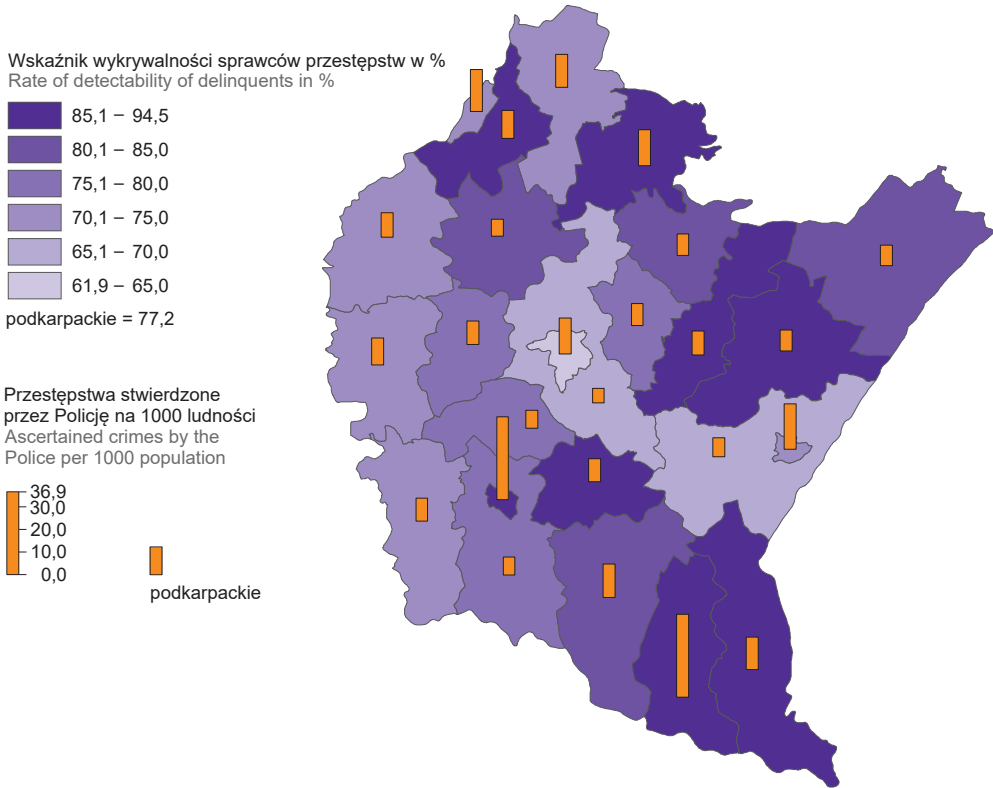 Wskaźnik wykrywalności sprawców przestępstw w %
Rate of detectability of delinquents in %
85,1 – 94,5
80,1 – 85,0
75,1 – 80,0
70,1 – 75,0
65,1 – 70,0
61,9 – 65,0
podkarpackie = 77,2
Przestępstwa stwierdzone
przez Policję na 1000 ludności
Ascertained crimes by the
Police per 1000 population
36,9
30,0
20,0
10,0
0,0
podkarpackie